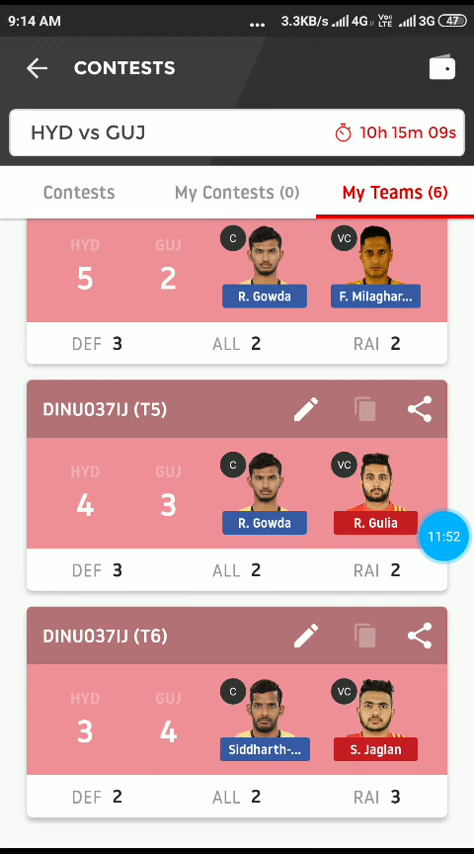 9:14 AM ... 3.3KB/s 4G Vo) LTE 3G 47
CONTESTS
HYD vs GUJ 10h 15m 09s
Contests My Contests (0) My Teams (6)
HYD GUJ C VC
5 2
R. Gowda F. Milaghar...
DEF 3 ALL 2 RAI 2
DINU037IJ (T5)
HYD GUJ C VC
4 3
R. Gowda R. Gulia
11:52
DEF 3 ALL 2 RAI 2
DINU037IJ (T6)
HYD GUJ C VC
3 4
Siddharth-... S. Jaglan
DEF 2 ALL 2 RAI 3